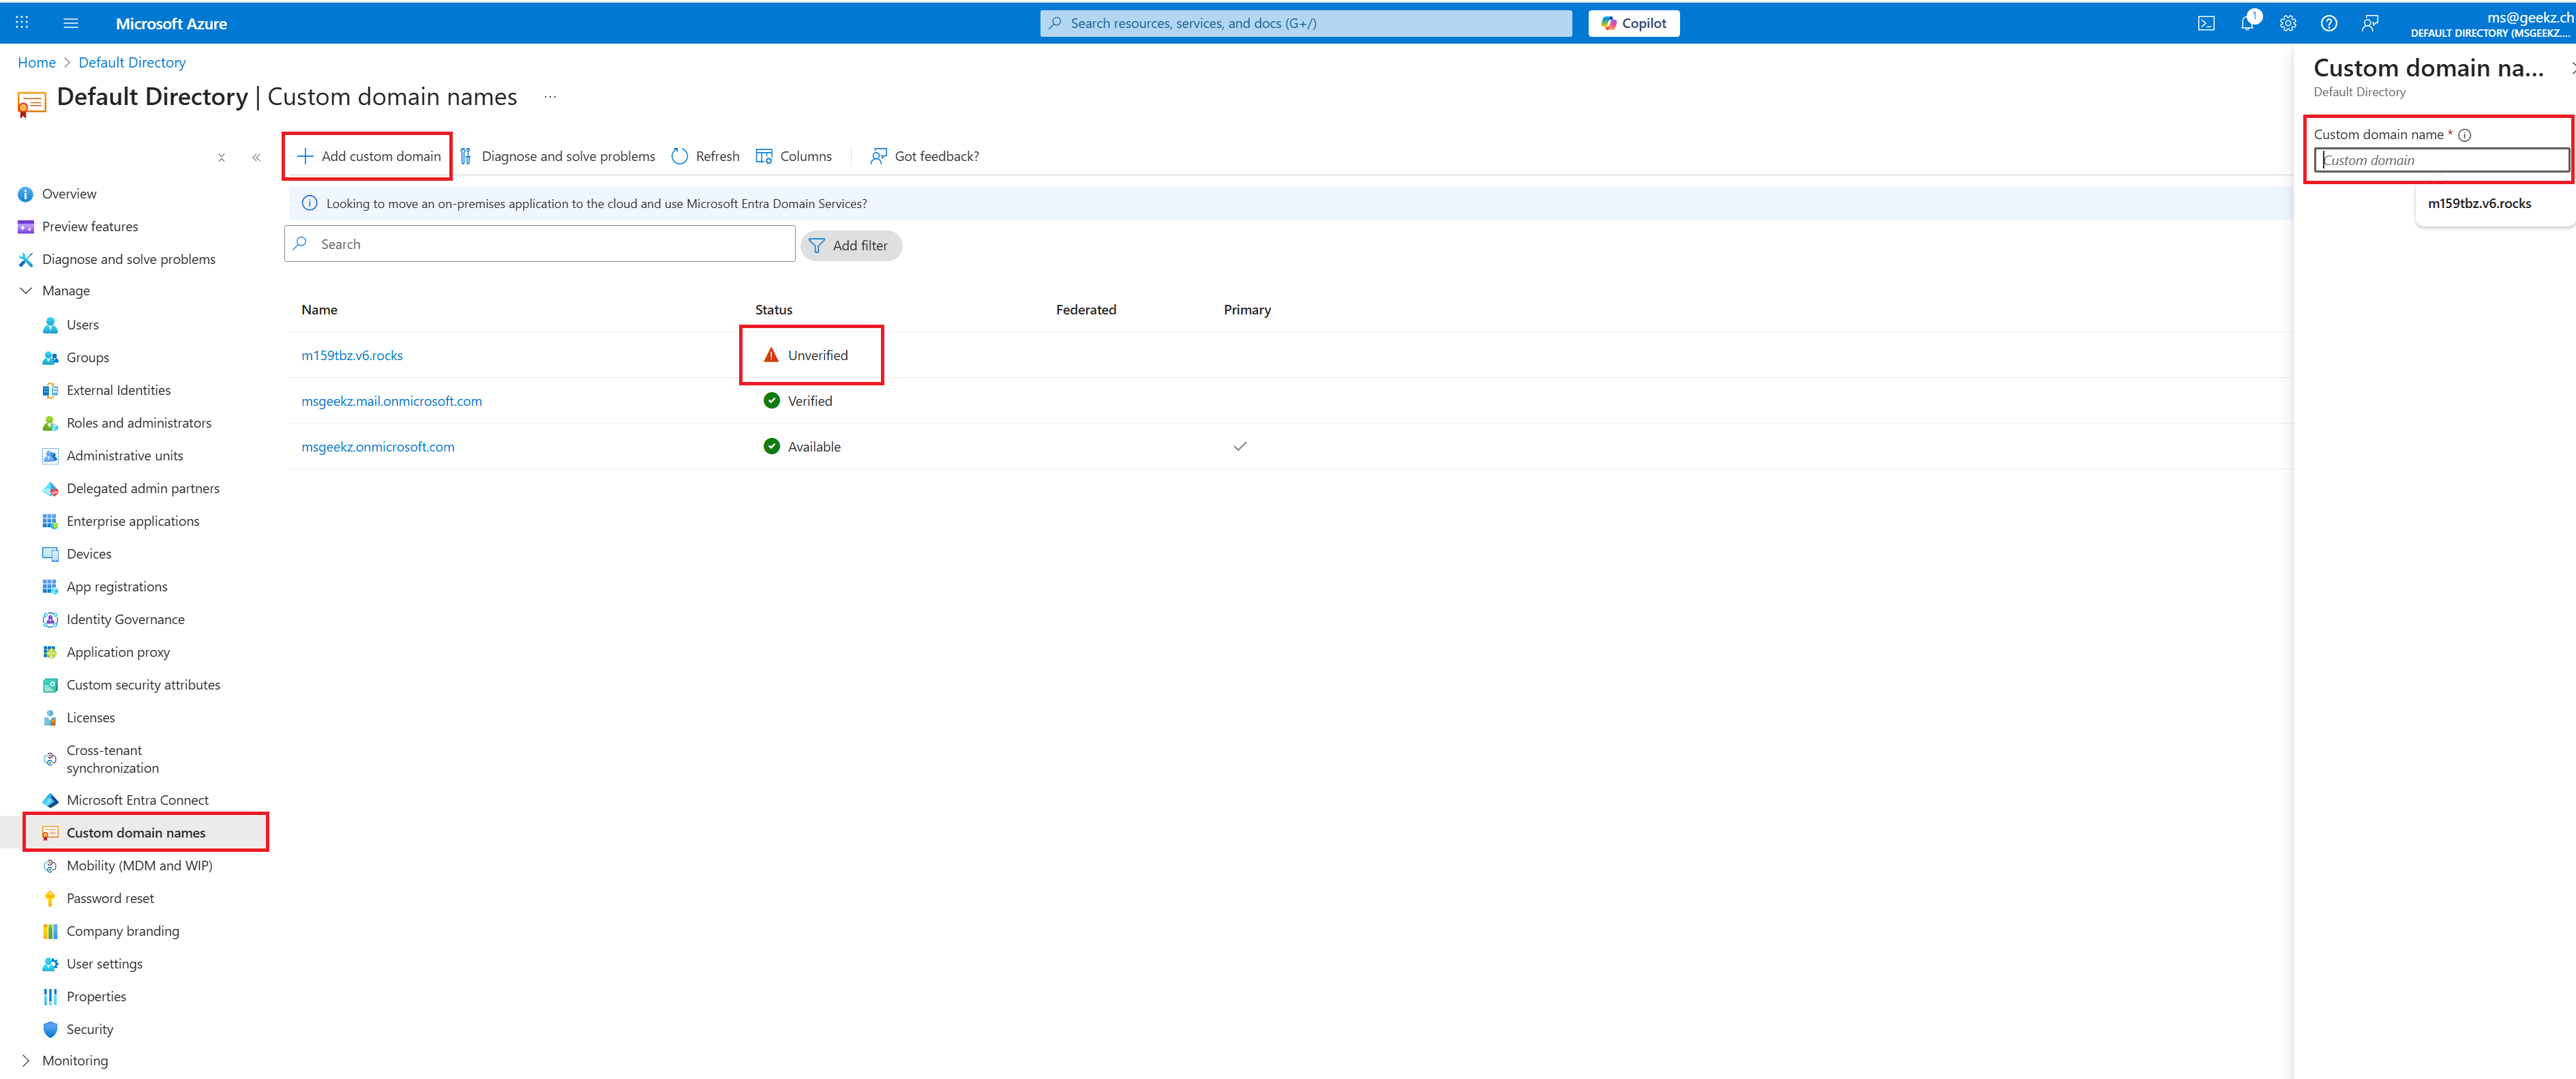 Microsoft Azure
Search resources, services, and docs (G+/)
Copilot
1
ms@geekz.ch
DEFAULT DIRECTORY (MSGEEKZ....
Home > Default Directory
Default Directory | Custom domain names ...
Add custom domain
Diagnose and solve problems
Refresh
Columns
Got feedback?
Looking to move an on-premises application to the cloud and use Microsoft Entra Domain Services?
Search
Add filter
Name Status Federated Primary
m159tbz.v6.rocks Unverified
msgeekz.mail.onmicrosoft.com Verified
msgeekz.onmicrosoft.com Available
Overview
Preview features
Diagnose and solve problems
Manage
Users
Groups
External Identities
Roles and administrators
Administrative units
Delegated admin partners
Enterprise applications
Devices
App registrations
Identity Governance
Application proxy
Custom security attributes
Licenses
Cross-tenant
synchronization
Microsoft Entra Connect
Custom domain names
Mobility (MDM and WIP)
Password reset
Company branding
User settings
Properties
Security
Monitoring
Custom domain na...
Default Directory
Custom domain name *
Custom domain
m159tbz.v6.rocks